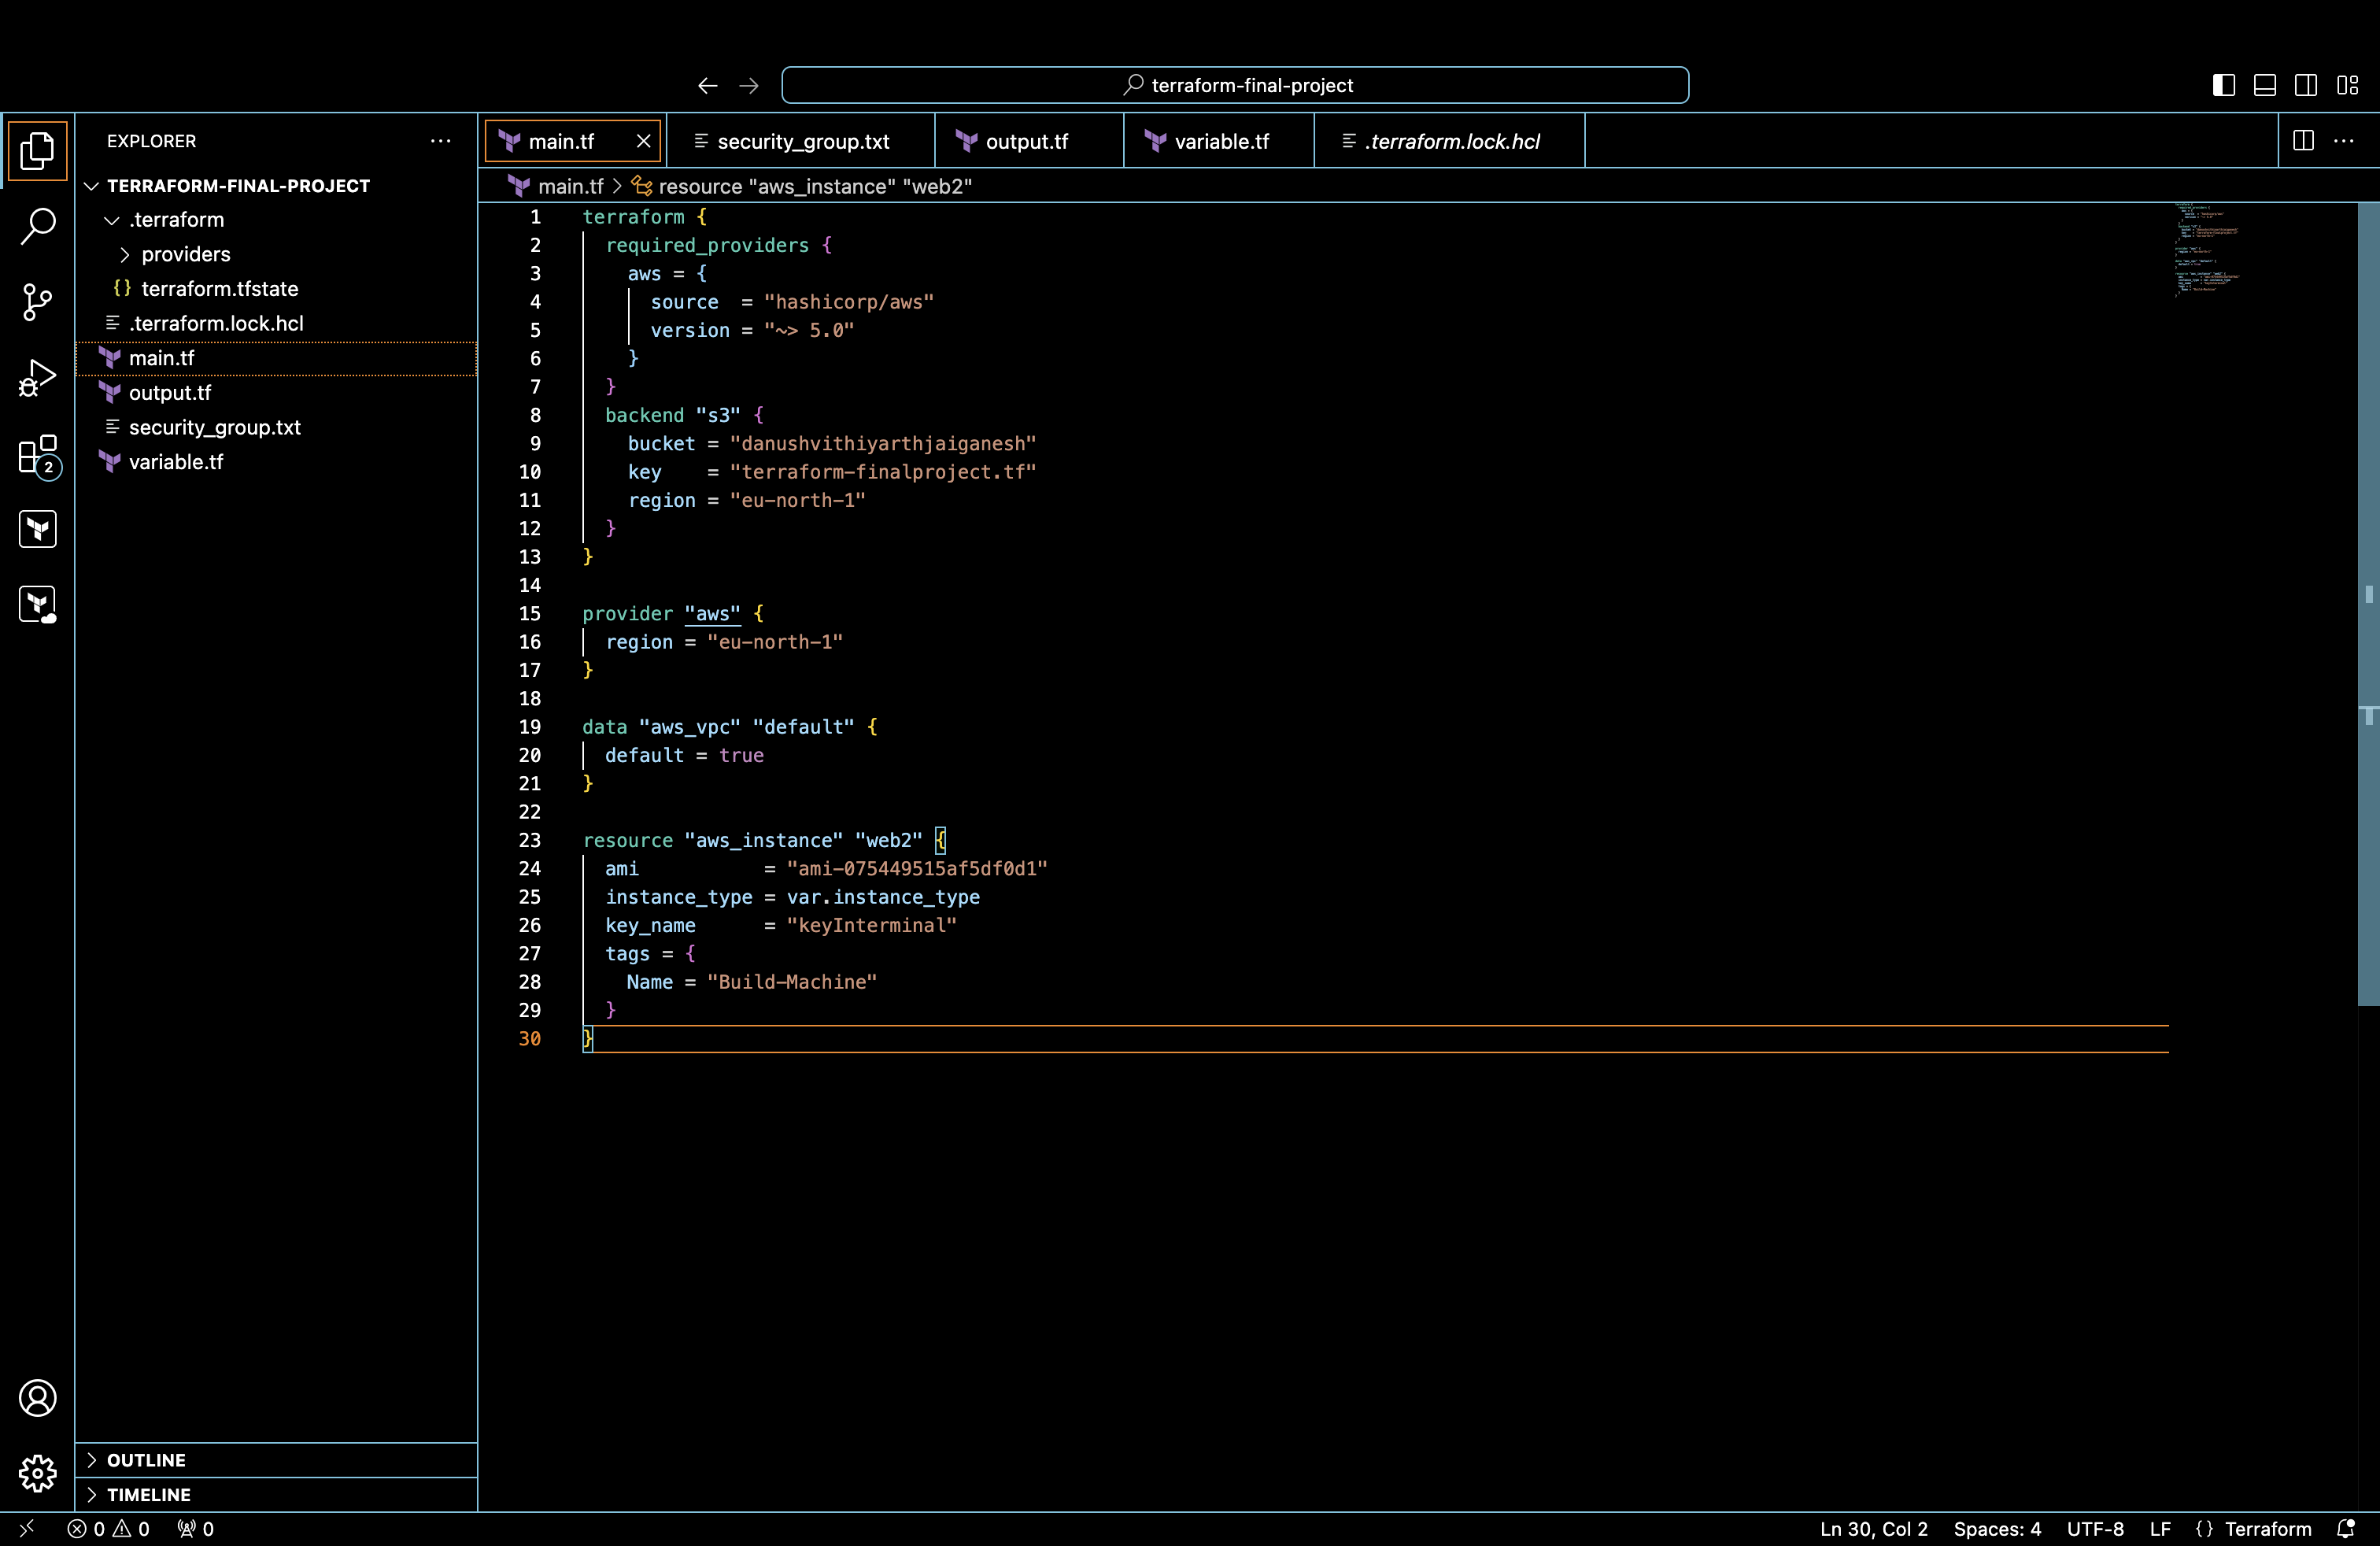 terraform-final-project
EXPLORER
TERRAFORM-FINAL-PROJECT
.terraform
providers
{} terraform.tfstate
.terraform.lock.hcl
main.tf
output.tf
security_group.txt
variable.tf
2
OUTLINE
TIMELINE
main.tf
security_group.txt
output.tf
variable.tf
.terraform.lock.hcl
main.tf > resource "aws_instance" "web2"
1 terraform {
2 required_providers {
3 aws = {
4 source = "hashicorp/aws"
5 version = "~> 5.0"
6 }
7 }
8 backend "s3" {
9 bucket = "danushvithiyarthjaiganesh"
10 key = "terraform-finalproject.tf"
11 region = "eu-north-1"
12 }
13 }
14
15 provider "aws" {
16 region = "eu-north-1"
17 }
18
19 data "aws_vpc" "default" {
20 default = true
21 }
22
23 resource "aws_instance" "web2" {
24 ami = "ami-075449515af5df0d1"
25 instance_type = var.instance_type
26 key_name = "keyInterminal"
27 tags = {
28 Name = "Build-Machine"
29 }
30 }
0 0 0
Ln 30, Col 2 Spaces: 4 UTF-8 LF {} Terraform